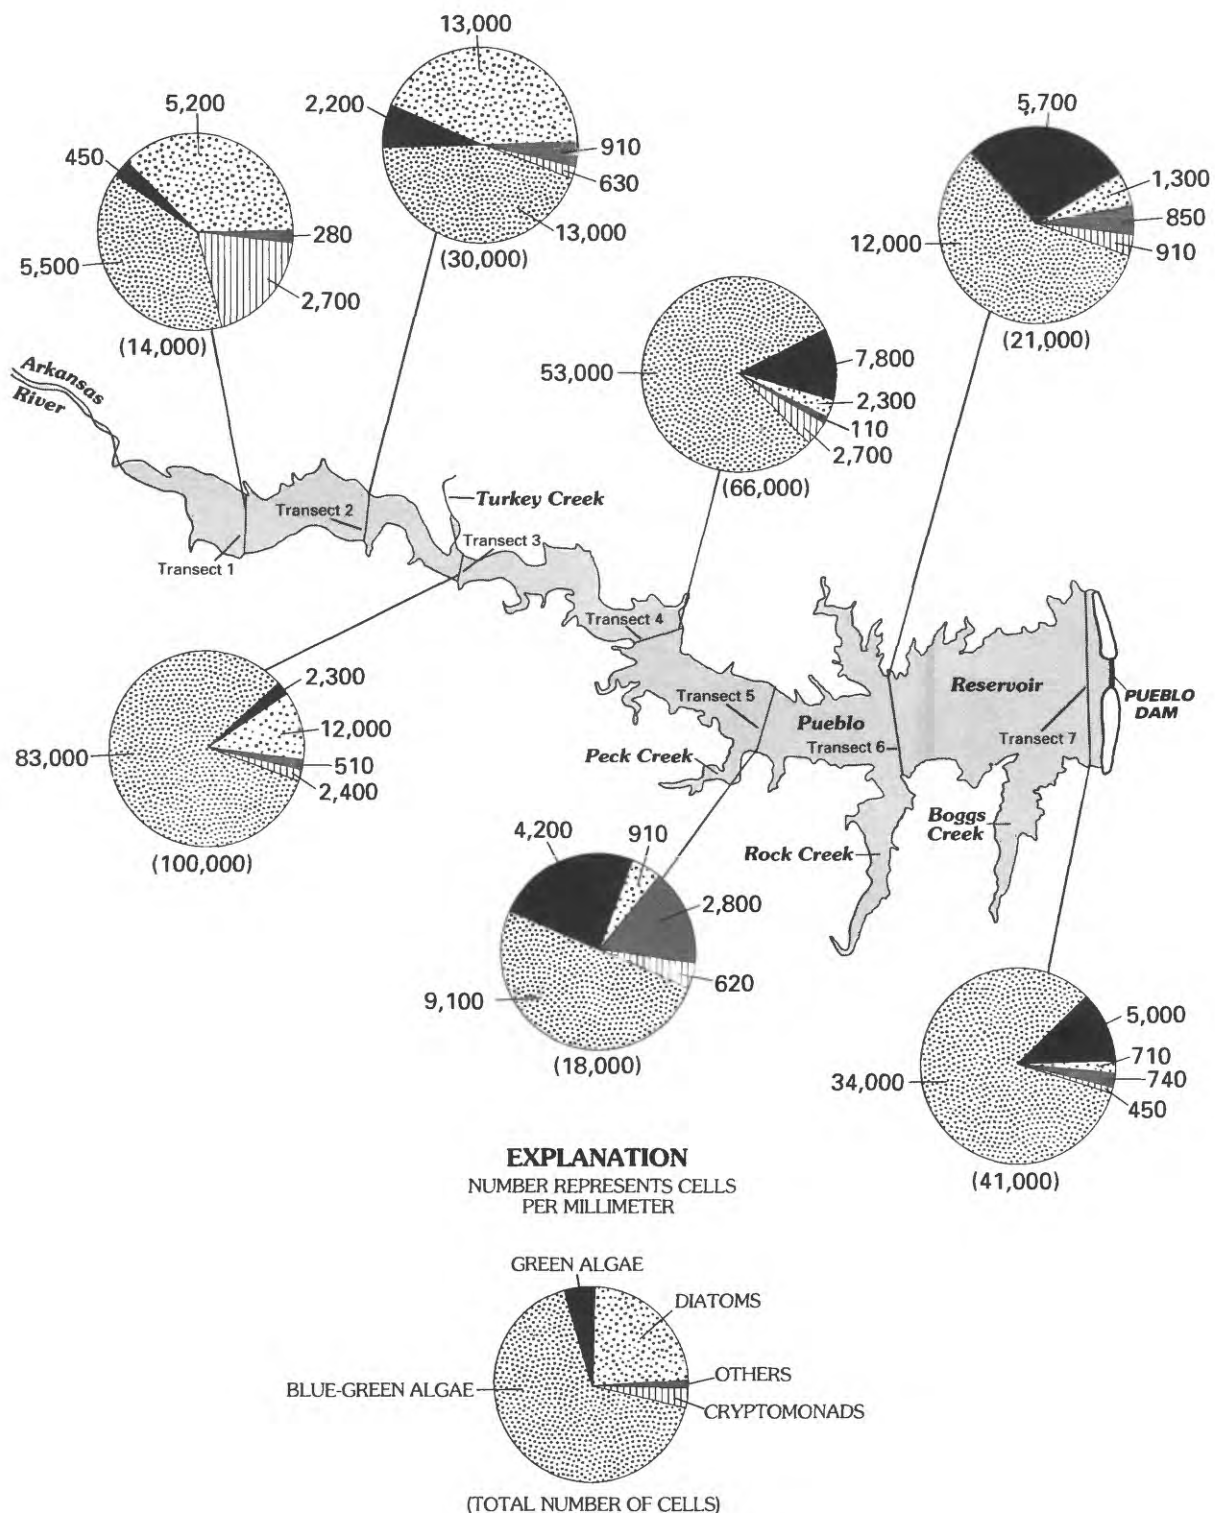 13,000
2,200
910
630
13,000
(30,000)
5,200
450
280
5,500
2,700
(14,000)
5,700
1,300
850
12,000
910
(21,000)
53,000
7,800
2,300
110
2,700
(66,000)
Arkansas
River
Turkey Creek
Transect 2
Transect 3
Transect 1
Transect 4
Transect 5
Reservoir
PUEBLO
DAM
Pueblo
Transect 6
Transect 7
Peck Creek
Boggs
Creek
Rock Creek
2,300
12,000
83,000
510
2,400
(100,000)
4,200
910
2,800
620
9,100
(18,000)
5,000
710
740
34,000
450
(41,000)
EXPLANATION
NUMBER REPRESENTS CELLS
PER MILLIMETER
GREEN ALGAE
DIATOMS
OTHERS
BLUE-GREEN ALGAE
CRYPTOMONADS
(TOTAL NUMBER OF CELLS)